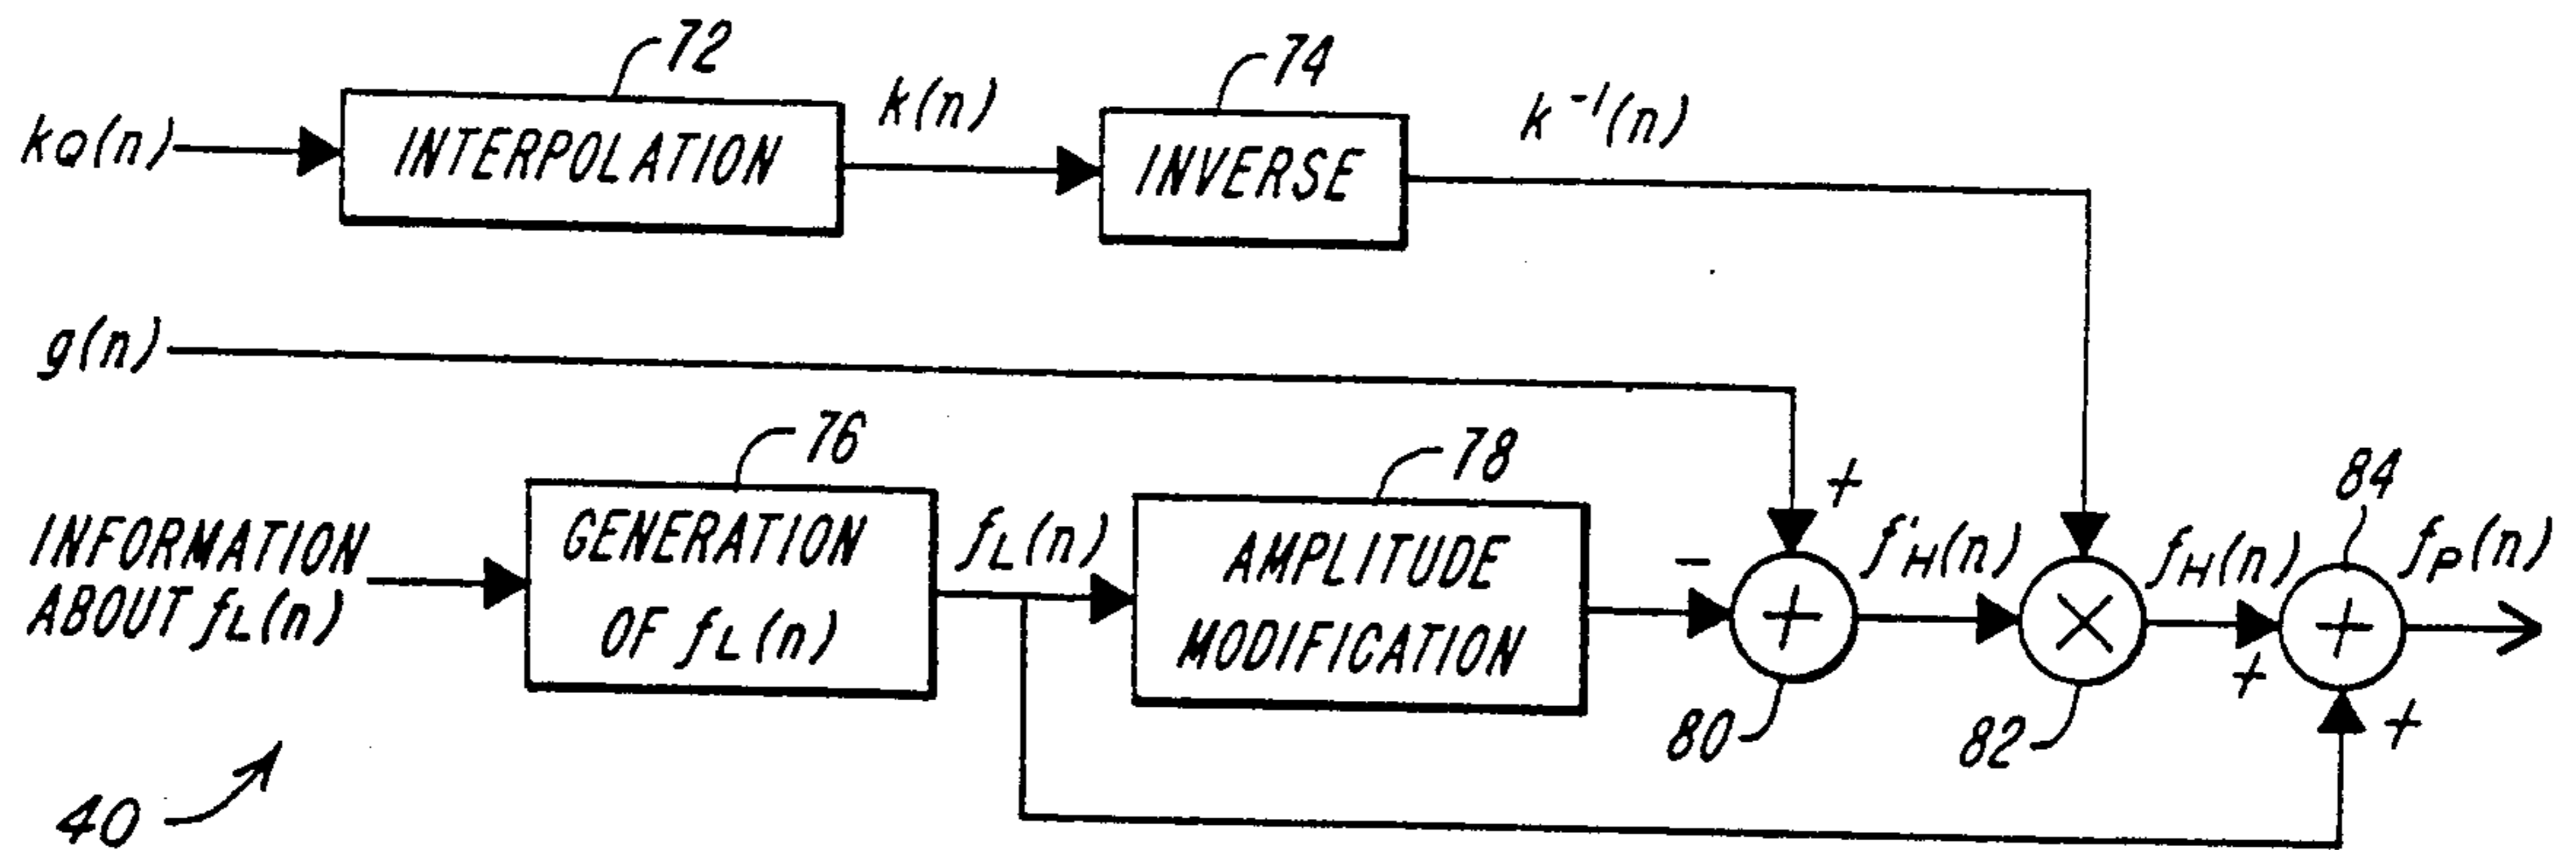 72
74
kQ(n)
INTERPOLATION
k(n)
INVERSE
k⁻¹(n)
g(n)
76
78
84
INFORMATION
ABOUT fL(n)
GENERATION
OF fL(n)
fL(n)
AMPLITUDE
MODIFICATION
+
-
+
f'H(n)
×
fH(n)
+
+
fP(n)
+
80
82
40